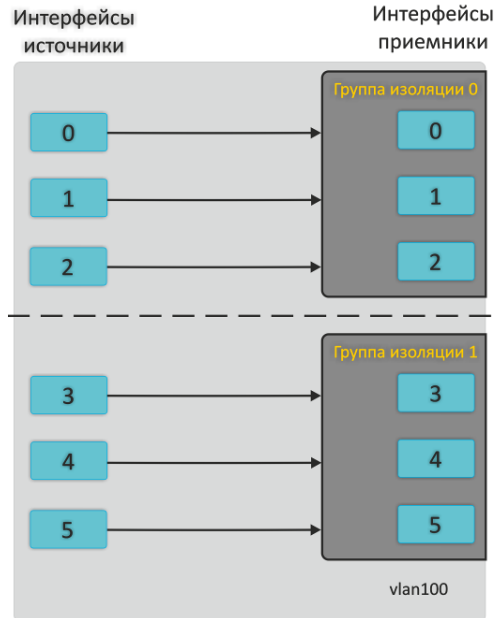 Интерфейсы
источники
Интерфейсы
приемники
Группа изоляции 0
0
0
1
1
2
2
Группа изоляции 1
3
3
4
4
5
5
vlan100